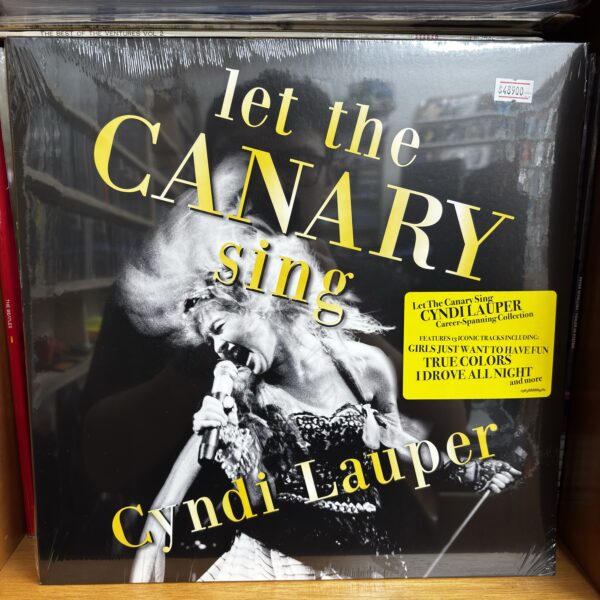 THE BEST OF THE VENTURES VOL 2
let the
CANARY
sing
$48900
Let The Canary Sing
CYNDI LAUPER
Career-Spanning Collection
FEATURES 15 ICONIC TRACKS INCLUDING:
GIRLS JUST WANT TO HAVE FUN
TRUE COLORS
I DROVE ALL NIGHT
and more
Cyndi Lauper
THE BEATLES